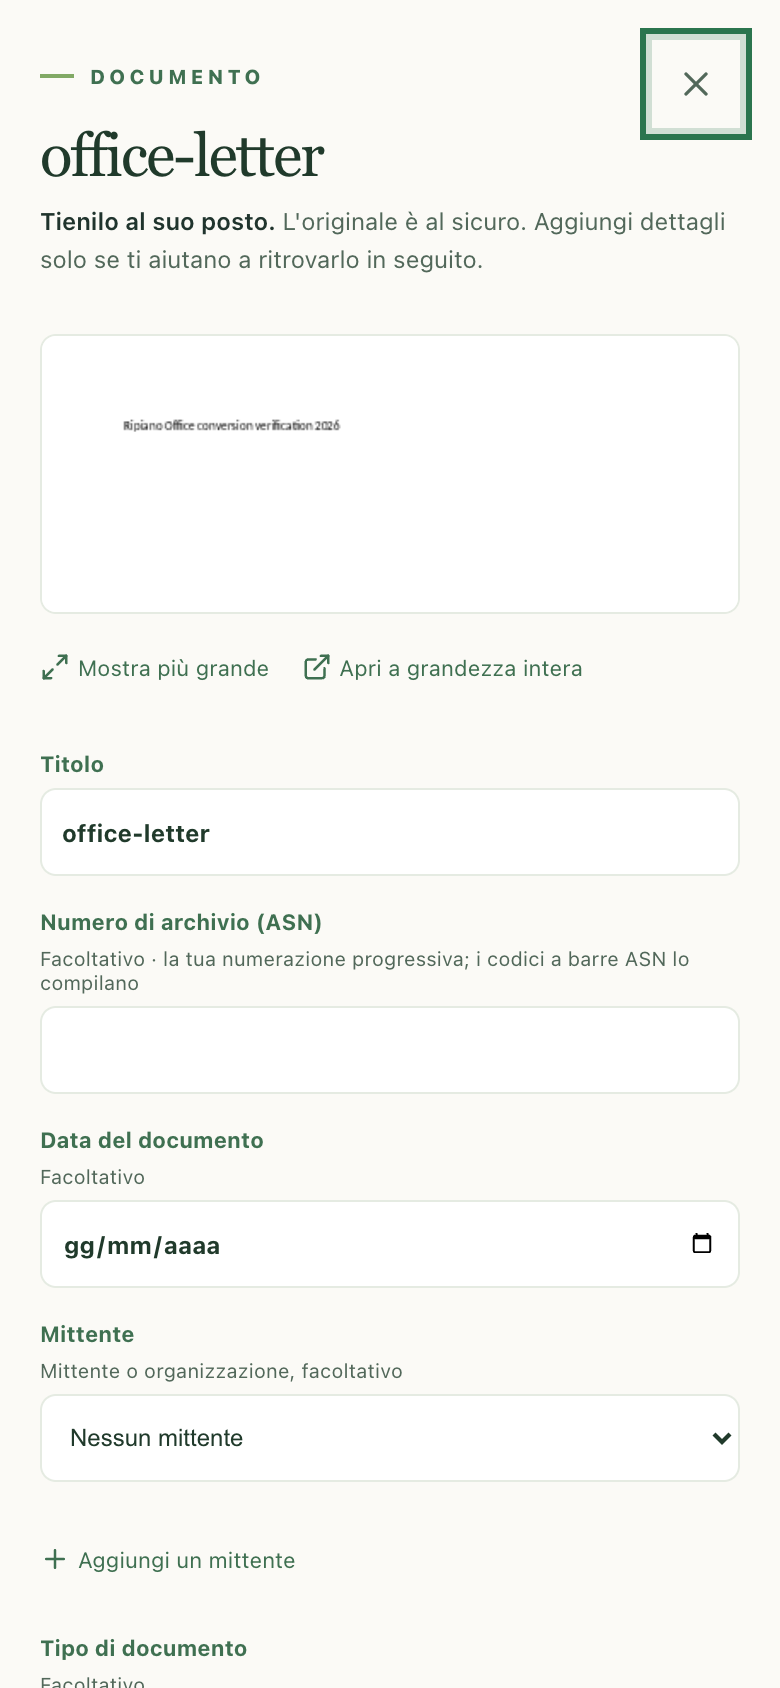 DOCUMENTO
office-letter
Tienilo al suo posto. L'originale è al sicuro. Aggiungi dettagli
solo se ti aiutano a ritrovarlo in seguito.
Ripiano Office conversion verification 2026
Mostra più grande
Apri a grandezza intera
Titolo
office-letter
Numero di archivio (ASN)
Facoltativo · la tua numerazione progressiva; i codici a barre ASN lo
compilano
Data del documento
Facoltativo
gg/mm/aaaa
Mittente
Mittente o organizzazione, facoltativo
Nessun mittente
Aggiungi un mittente
Tipo di documento
Facoltativo